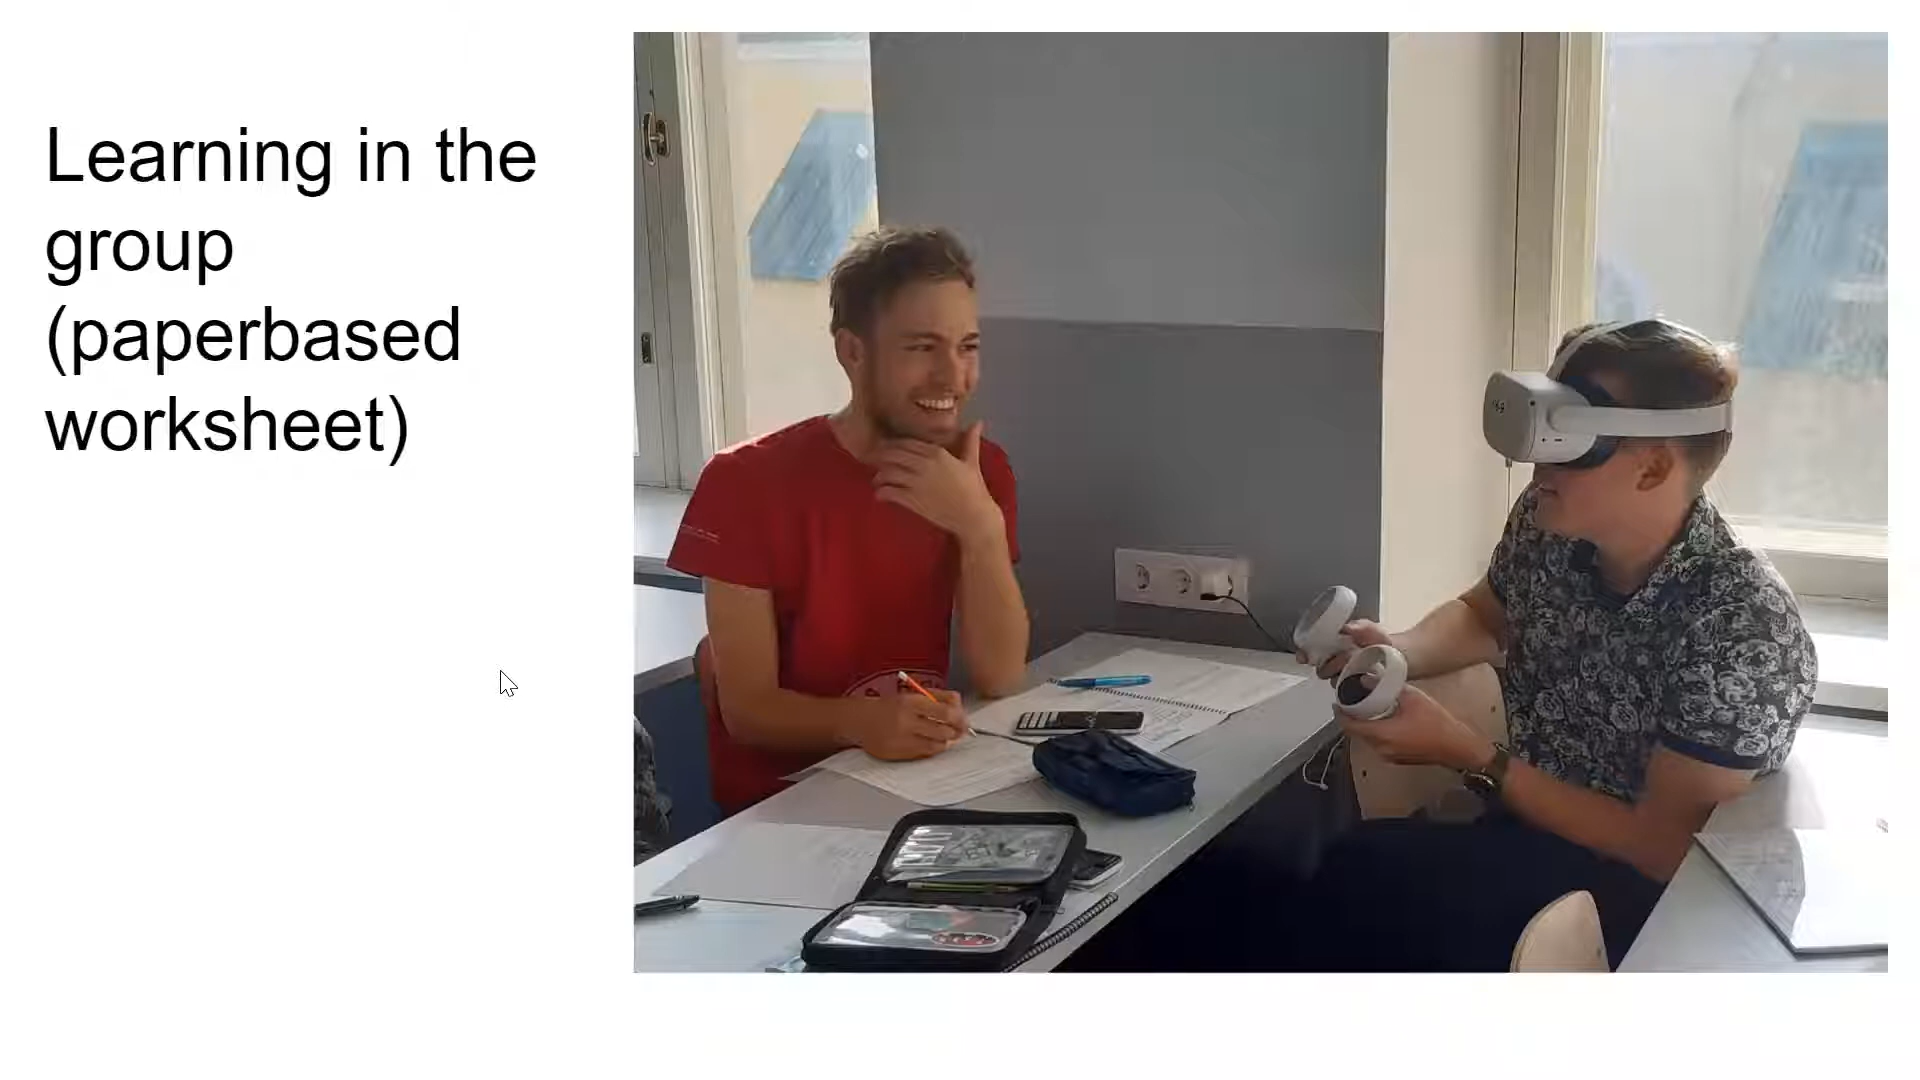 Learning in the
group
(paperbased
worksheet)